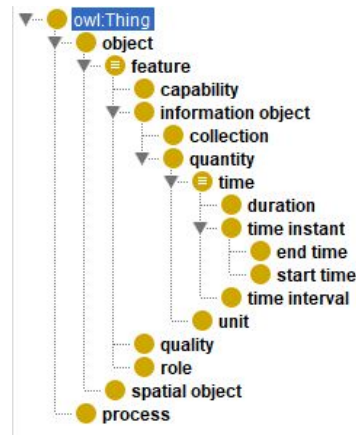 owl:Thing
object
feature
capability
information object
collection
quantity
time
duration
time instant
end time
start time
time interval
unit
quality
role
spatial object
process